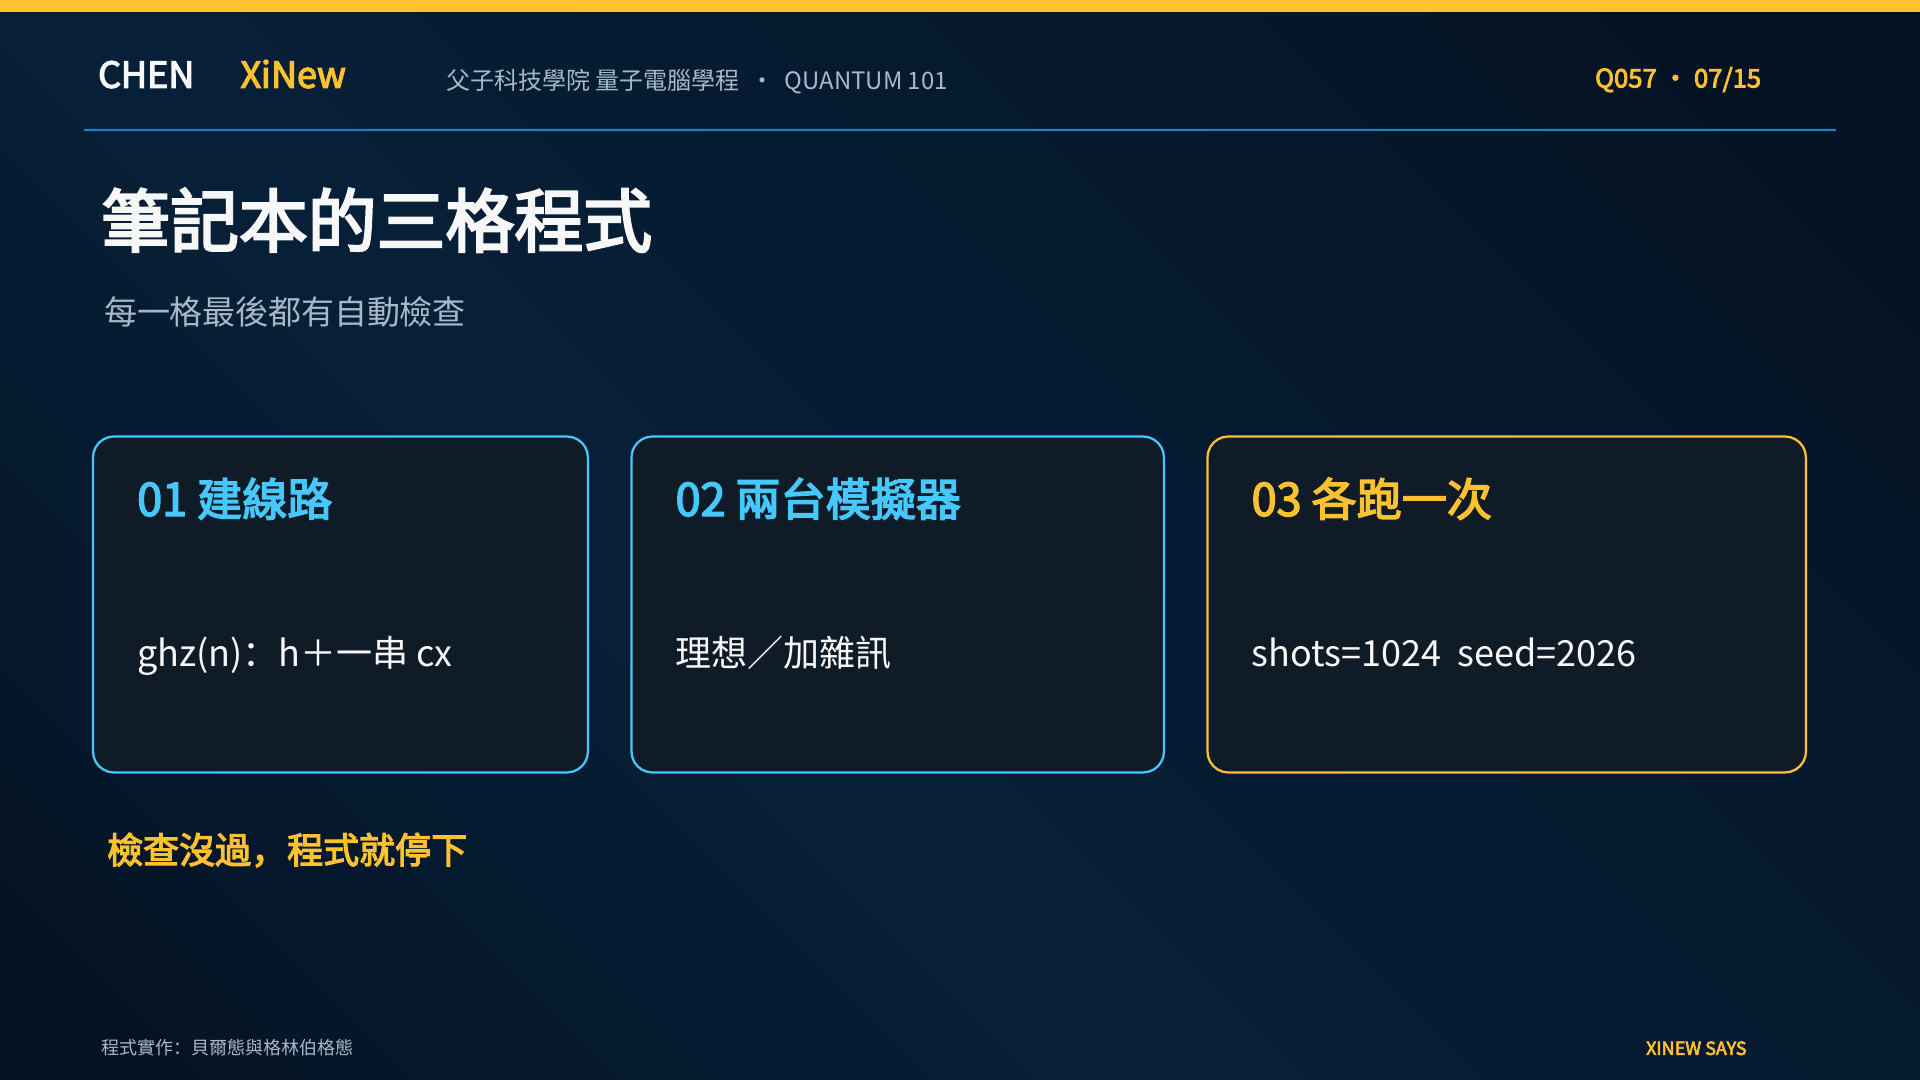 CHEN XiNew 父子科技學院 量子電腦學程 • QUANTUM 101 Q057 • 07/15
筆記本的三格程式
每一格最後都有自動檢查
01 建線路
ghz(n)：h＋一串 cx
02 兩台模擬器
理想／加雜訊
03 各跑一次
shots=1024 seed=2026
檢查沒過，程式就停下
程式實作：貝爾態與格林伯格態
XINEW SAYS